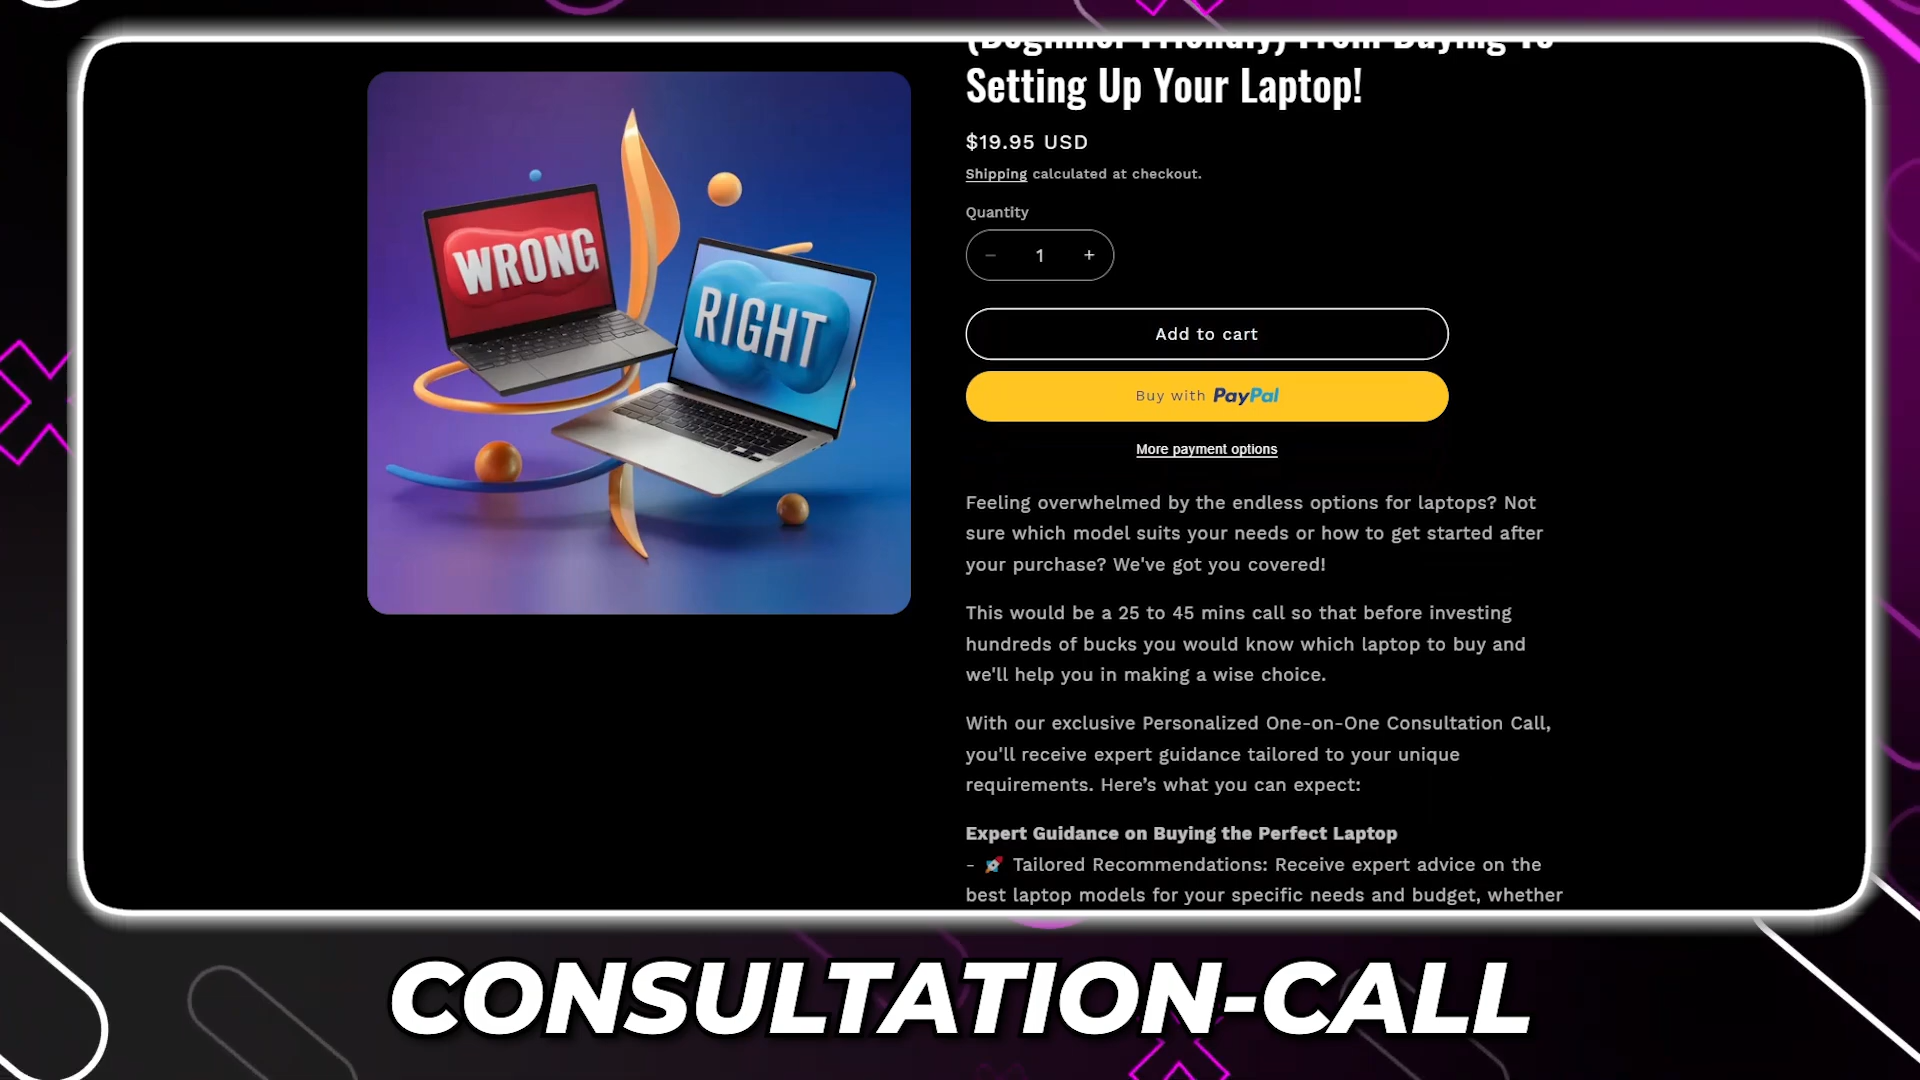 (Beginner Friendly) From Buying To
Setting Up Your Laptop!
$19.95 USD
Shipping calculated at checkout.
Quantity
− 1 +
Add to cart
Buy with PayPal
More payment options
WRONG
RIGHT
Feeling overwhelmed by the endless options for laptops? Not
sure which model suits your needs or how to get started after
your purchase? We've got you covered!
This would be a 25 to 45 mins call so that before investing
hundreds of bucks you would know which laptop to buy and
we'll help you in making a wise choice.
With our exclusive Personalized One-on-One Consultation Call,
you'll receive expert guidance tailored to your unique
requirements. Here’s what you can expect:
Expert Guidance on Buying the Perfect Laptop
- 🚀 Tailored Recommendations: Receive expert advice on the
best laptop models for your specific needs and budget, whether
CONSULTATION-CALL